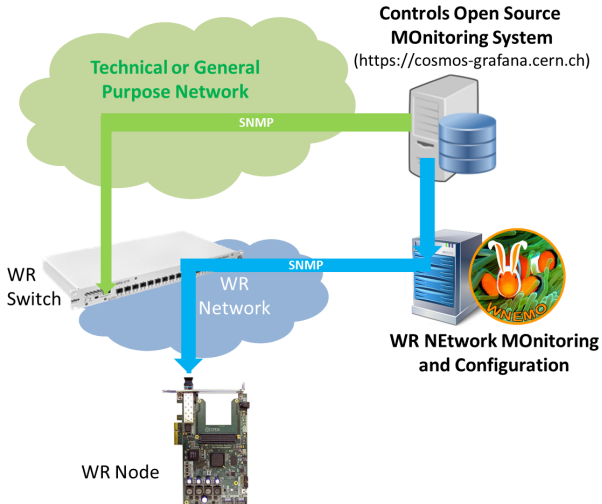 Controls Open Source
MOnitoring System
(https://cosmos-grafana.cern.ch)
Technical or General
Purpose Network
SNMP
SNMP
WR
Switch
WR
Network
WNEMO
WR NEtwork MOnitoring
and Configuration
WR Node